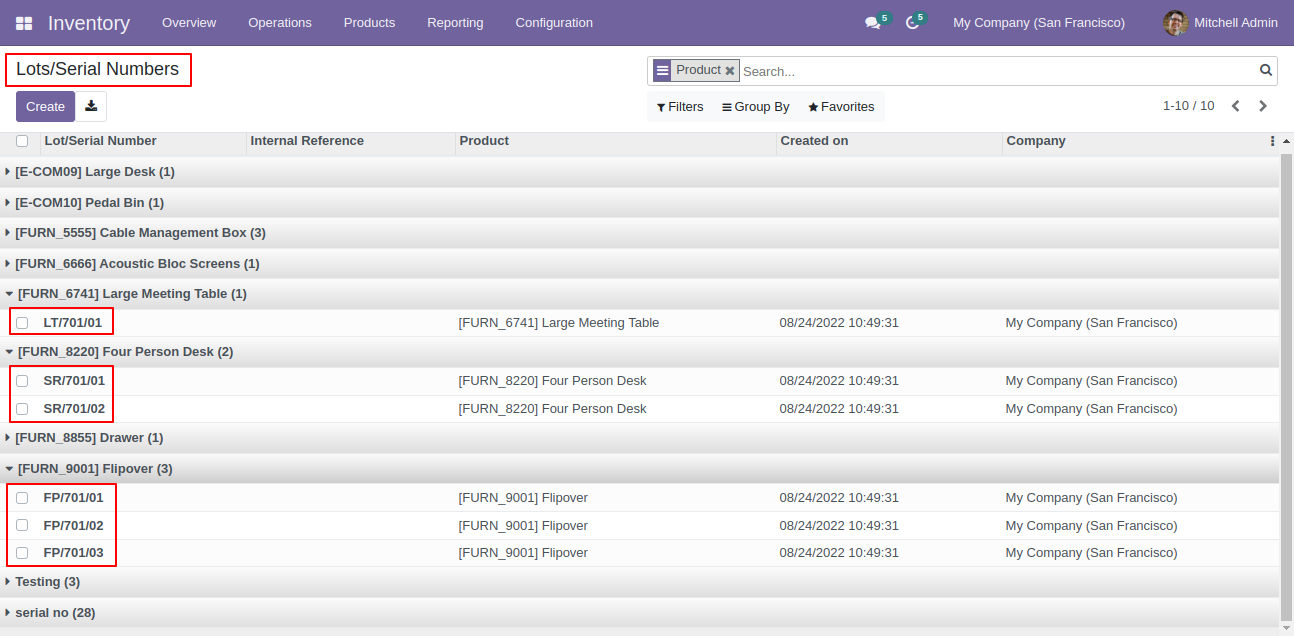 Inventory Overview Operations Products Reporting Configuration 5 5 My Company (San Francisco) Mitchell Admin
Lots/Serial Numbers
Product Search...
Create
Filters Group By Favorites 1-10 / 10
Lot/Serial Number Internal Reference Product Created on Company
[E-COM09] Large Desk (1)
[E-COM10] Pedal Bin (1)
[FURN_5555] Cable Management Box (3)
[FURN_6666] Acoustic Bloc Screens (1)
[FURN_6741] Large Meeting Table (1)
LT/701/01 [FURN_6741] Large Meeting Table 08/24/2022 10:49:31 My Company (San Francisco)
[FURN_8220] Four Person Desk (2)
SR/701/01 [FURN_8220] Four Person Desk 08/24/2022 10:49:31 My Company (San Francisco)
SR/701/02 [FURN_8220] Four Person Desk 08/24/2022 10:49:31 My Company (San Francisco)
[FURN_8855] Drawer (1)
[FURN_9001] Flipover (3)
FP/701/01 [FURN_9001] Flipover 08/24/2022 10:49:31 My Company (San Francisco)
FP/701/02 [FURN_9001] Flipover 08/24/2022 10:49:31 My Company (San Francisco)
FP/701/03 [FURN_9001] Flipover 08/24/2022 10:49:31 My Company (San Francisco)
Testing (3)
serial no (28)